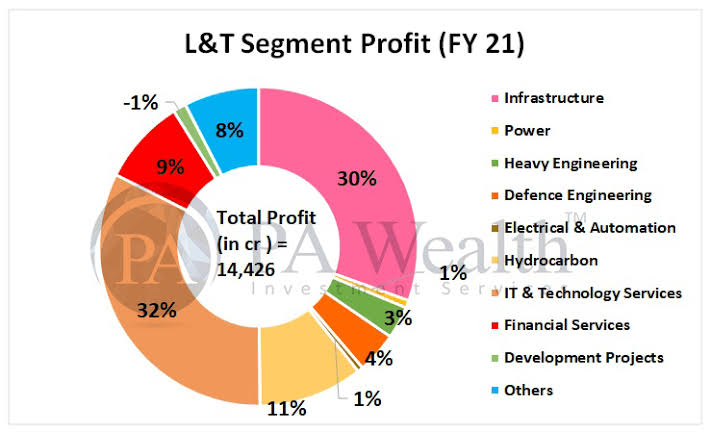 L&T Segment Profit (FY 21)
-1%
8%
9%
30%
Total Profit
(in cr ) =
14,426
32%
1%
3%
4%
1%
11%
Infrastructure
Power
Heavy Engineering
Defence Engineering
Electrical & Automation
Hydrocarbon
IT & Technology Services
Financial Services
Development Projects
Others
PA
PA Wealth™
Investment Services